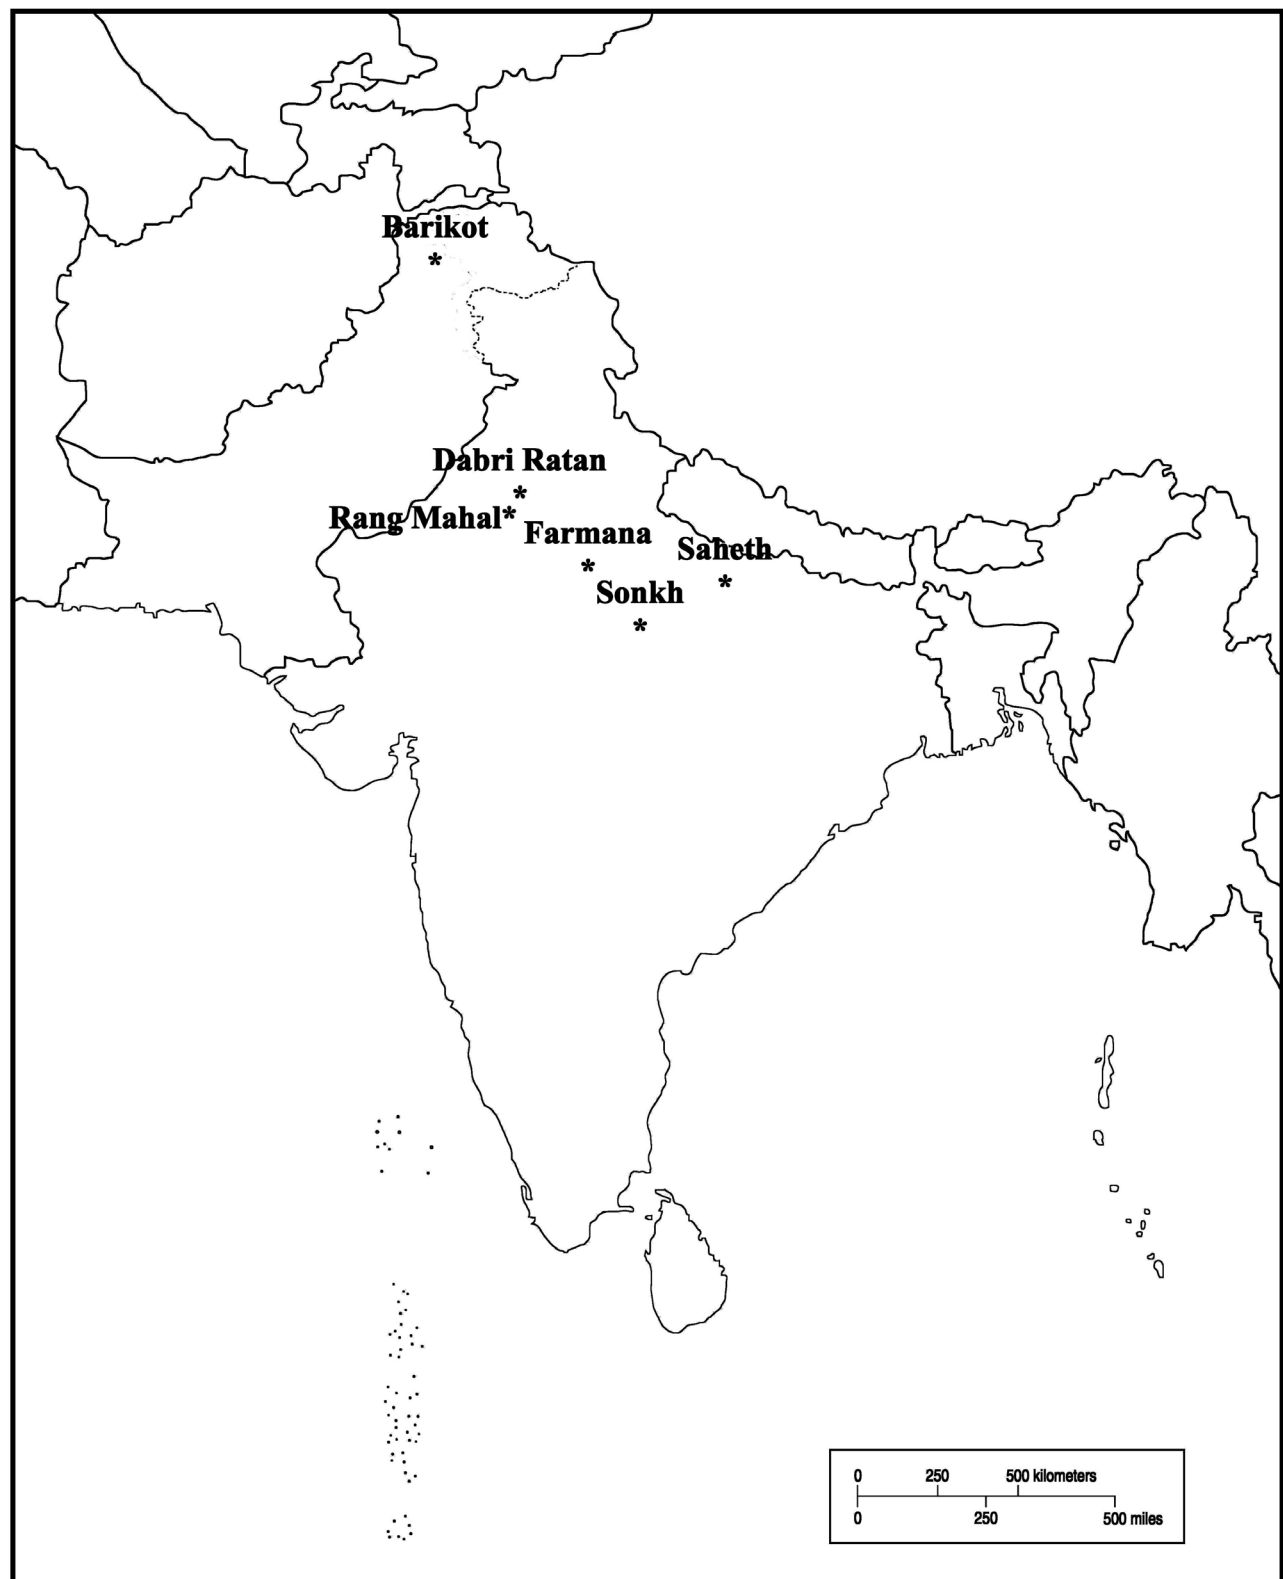 Barikot
*
Dabri Ratan
*
Rang Mahal*
Farmana
*
Saheth
*
Sonkh
*
0 250 500 kilometers
0 250 500 miles